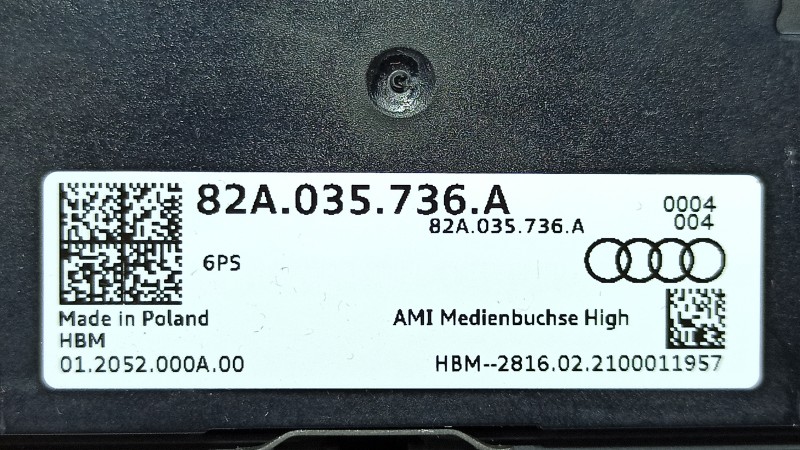 82A.035.736.A
82A.035.736.A
0004
004
6PS
Made in Poland
HBM
01.2052.000A.00
AMI Medienbuchse High
HBM--2816.02.2100011957